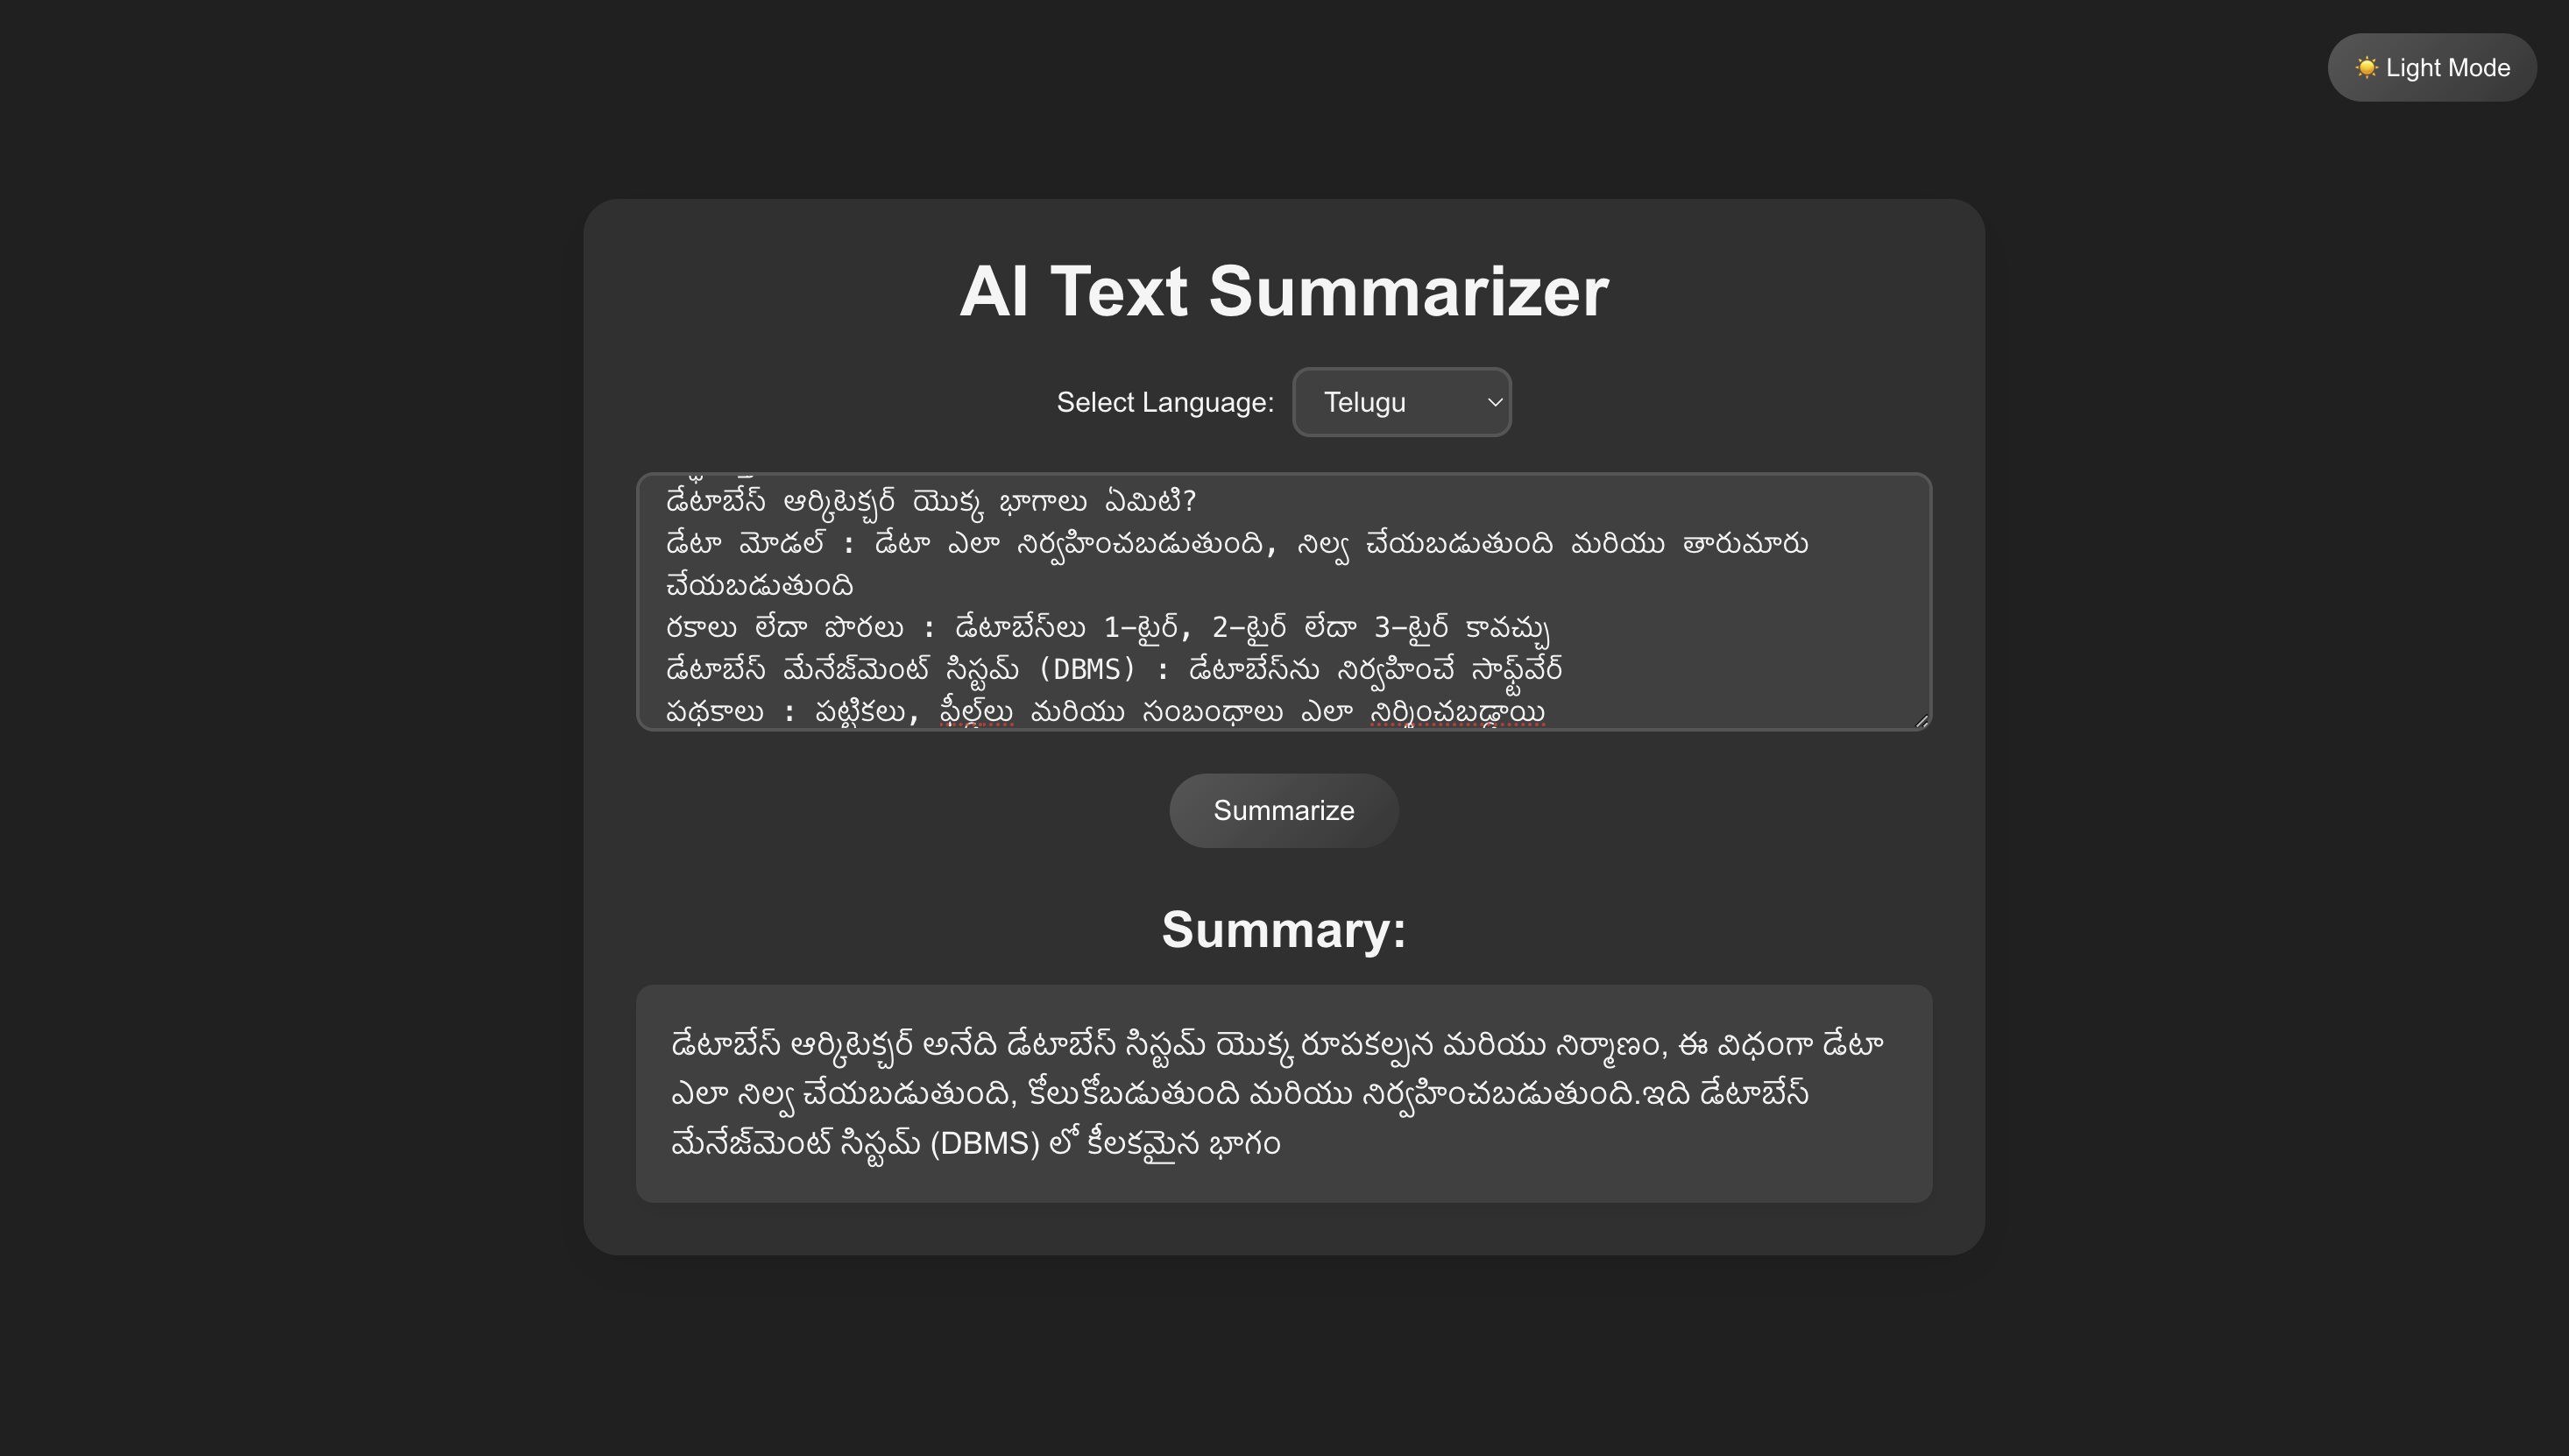 ☀️ Light Mode
AI Text Summarizer
Select Language: Telugu
డేటాబేస్ ఆర్కిటెక్చర్ యొక్క భాగాలు ఏమిటి?
డేటా మోడల్ : డేటా ఎలా నిర్వహించబడుతుంది, నిల్వ చేయబడుతుంది మరియు తారుమారు
చేయబడుతుంది
రకాలు లేదా పొరలు : డేటాబేస్‌లు 1-టైర్, 2-టైర్ లేదా 3-టైర్ కావచ్చు
డేటాబేస్ మేనేజ్‌మెంట్ సిస్టమ్ (DBMS) : డేటాబేస్‌ను నిర్వహించే సాఫ్ట్‌వేర్
పథకాలు : పట్టికలు, ఫీల్డ్‌లు మరియు సంబంధాలు ఎలా నిర్మించబడ్డాయి
Summarize
Summary:
డేటాబేస్ ఆర్కిటెక్చర్ అనేది డేటాబేస్ సిస్టమ్ యొక్క రూపకల్పన మరియు నిర్మాణం, ఈ విధంగా డేటా
ఎలా నిల్వ చేయబడుతుంది, కోలుకోబడుతుంది మరియు నిర్వహించబడుతుంది.ఇది డేటాబేస్
మేనేజ్‌మెంట్ సిస్టమ్ (DBMS) లో కీలకమైన భాగం